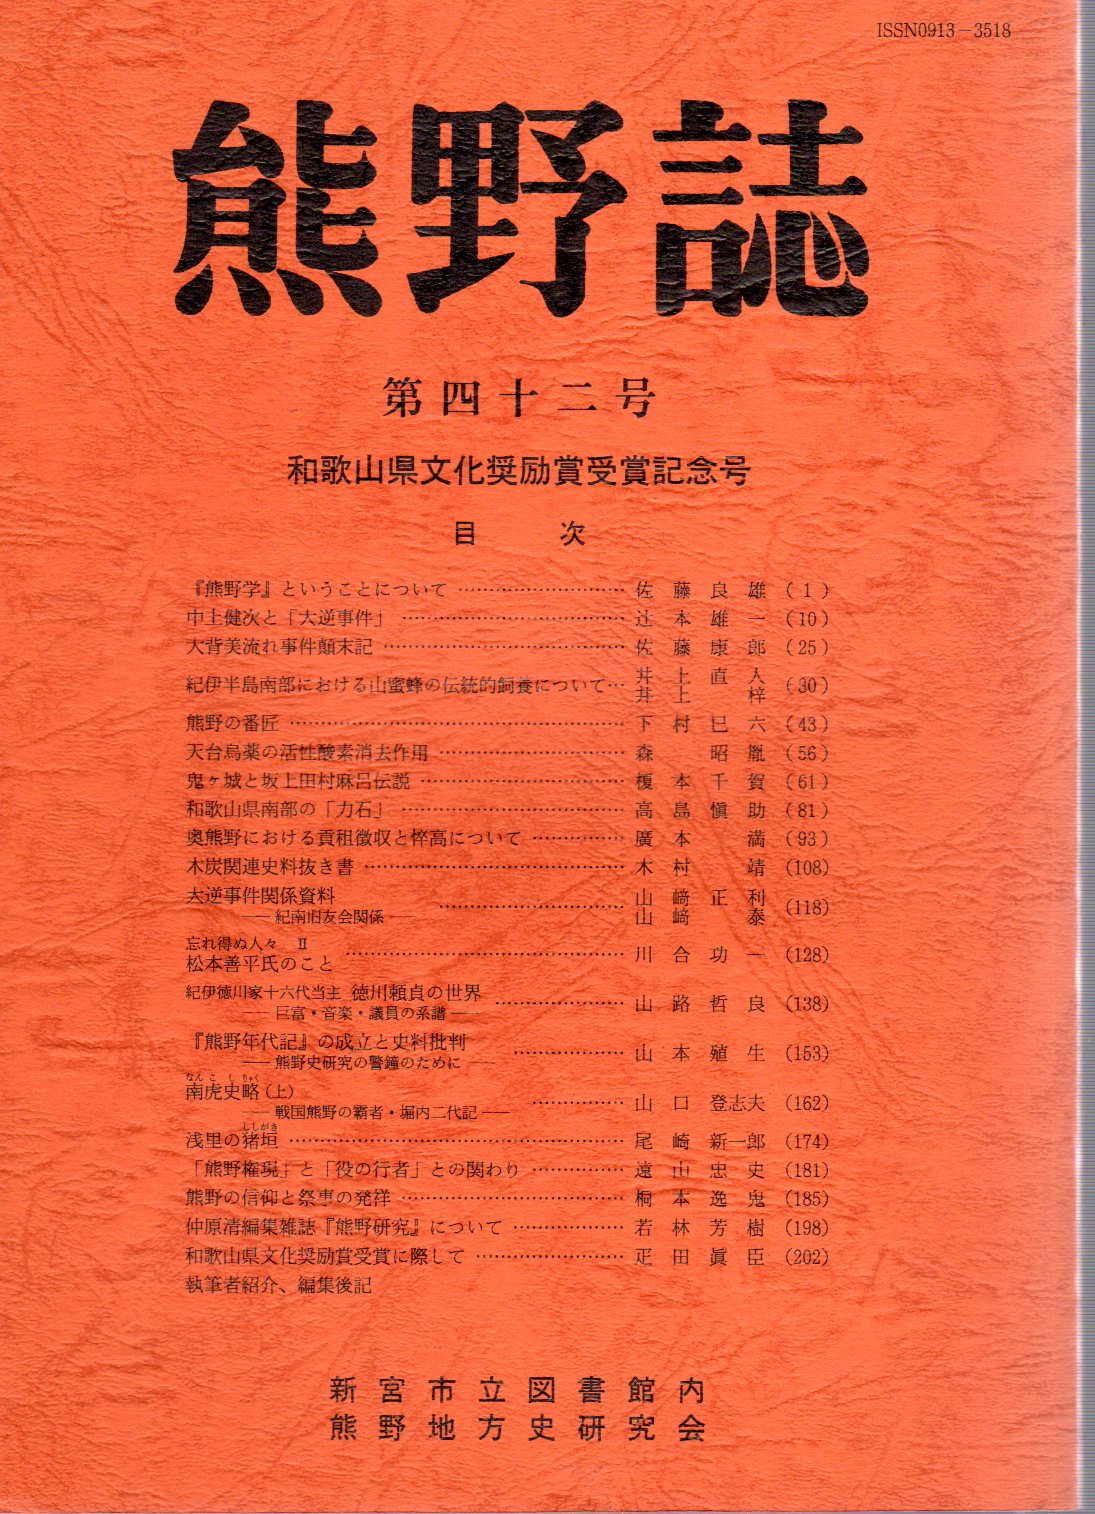 ISSN0913-3518
熊野誌
第四十二号
和歌山県文化奨励賞受賞記念号
目次
『熊野学』ということについて …………………… 佐藤良雄 (1)
中上健次と「大逆事件」 …………………… 辻本雄一 (10)
大背美流れ事件顛末記 …………………… 佐藤康郎 (25)
紀伊半島南部における山蜜蜂の伝統的飼養について… 井上直人 井上梓 (30)
熊野の番匠 …………………… 下村巳六 (43)
天台烏薬の活性酸素消去作用 …………………… 森昭胤 (56)
鬼ヶ城と坂上田村麻呂伝説 …………………… 榎本千賀 (61)
和歌山県南部の「力石」 …………………… 高島愼助 (81)
奥熊野における貢租徴収と悴高について …………… 廣本満 (93)
木炭関連史料抜き書 …………………… 木村靖 (108)
大逆事件関係資料
―― 紀南旧友会関係 ―― …………………… 山﨑正利 山﨑泰 (118)
忘れ得ぬ人々 Ⅱ
松本善平氏のこと …………………… 川合功一 (128)
紀伊徳川家十六代当主 徳川頼貞の世界
―― 巨富・音楽・議員の系譜 ―― ……………… 山路哲良 (138)
『熊野年代記』の成立と史料批判
―― 熊野史研究の警鐘のために ―― ……………… 山本殖生 (153)
なんこしりゃく
南虎史略(上)
―― 戦国熊野の覇者・堀内二代記 ―― …………… 山口登志夫 (162)
ししがき
浅里の猪垣 …………………… 尾崎新一郎 (174)
「熊野権現」と「役の行者」との関わり …………… 遠山忠史 (181)
熊野の信仰と祭事の発祥 …………………… 桐本逸鬼 (185)
仲原清編集雑誌『熊野研究』について ……………… 若林芳樹 (198)
和歌山県文化奨励賞受賞に際して ………………… 疋田眞臣 (202)
執筆者紹介、編集後記
新宮市立図書館内
熊野地方史研究会